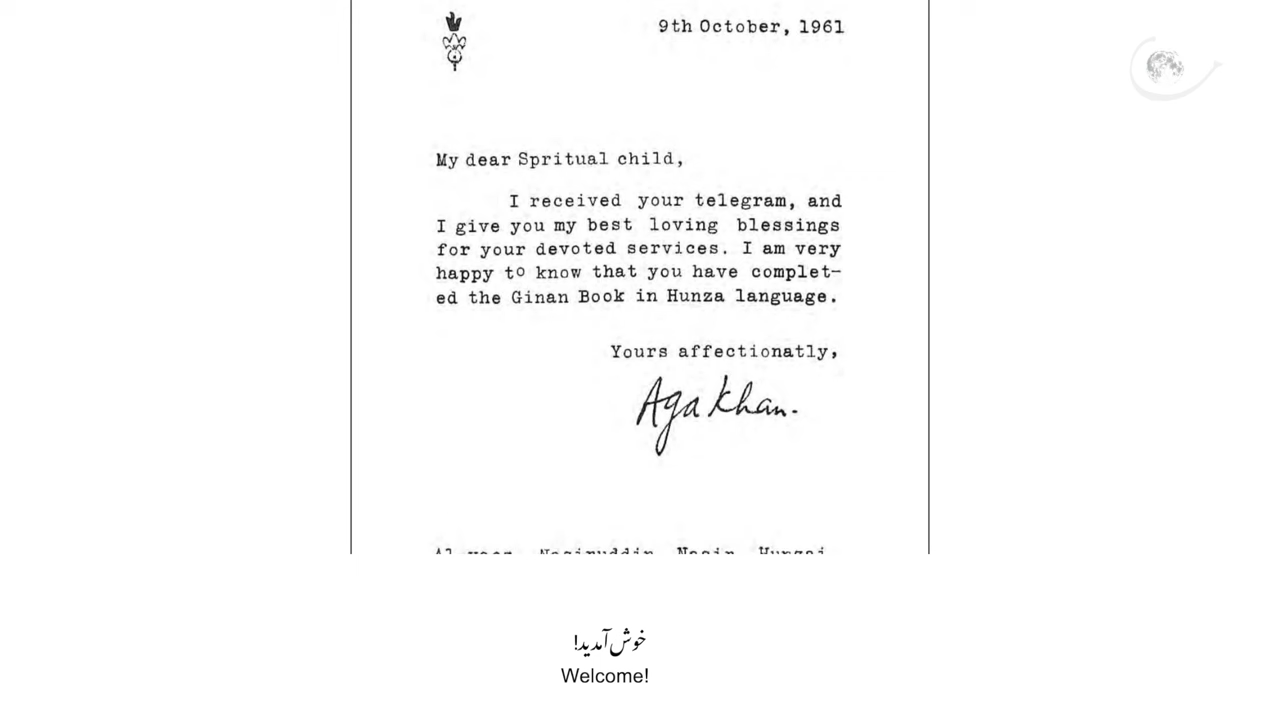 9th October, 1961
My dear Spritual child,
I received your telegram, and
I give you my best loving blessings
for your devoted services. I am very
happy to know that you have complet-
ed the Ginan Book in Hunza language.
Yours affectionatly,
Aga Khan.
خوش آمدید!
Welcome!